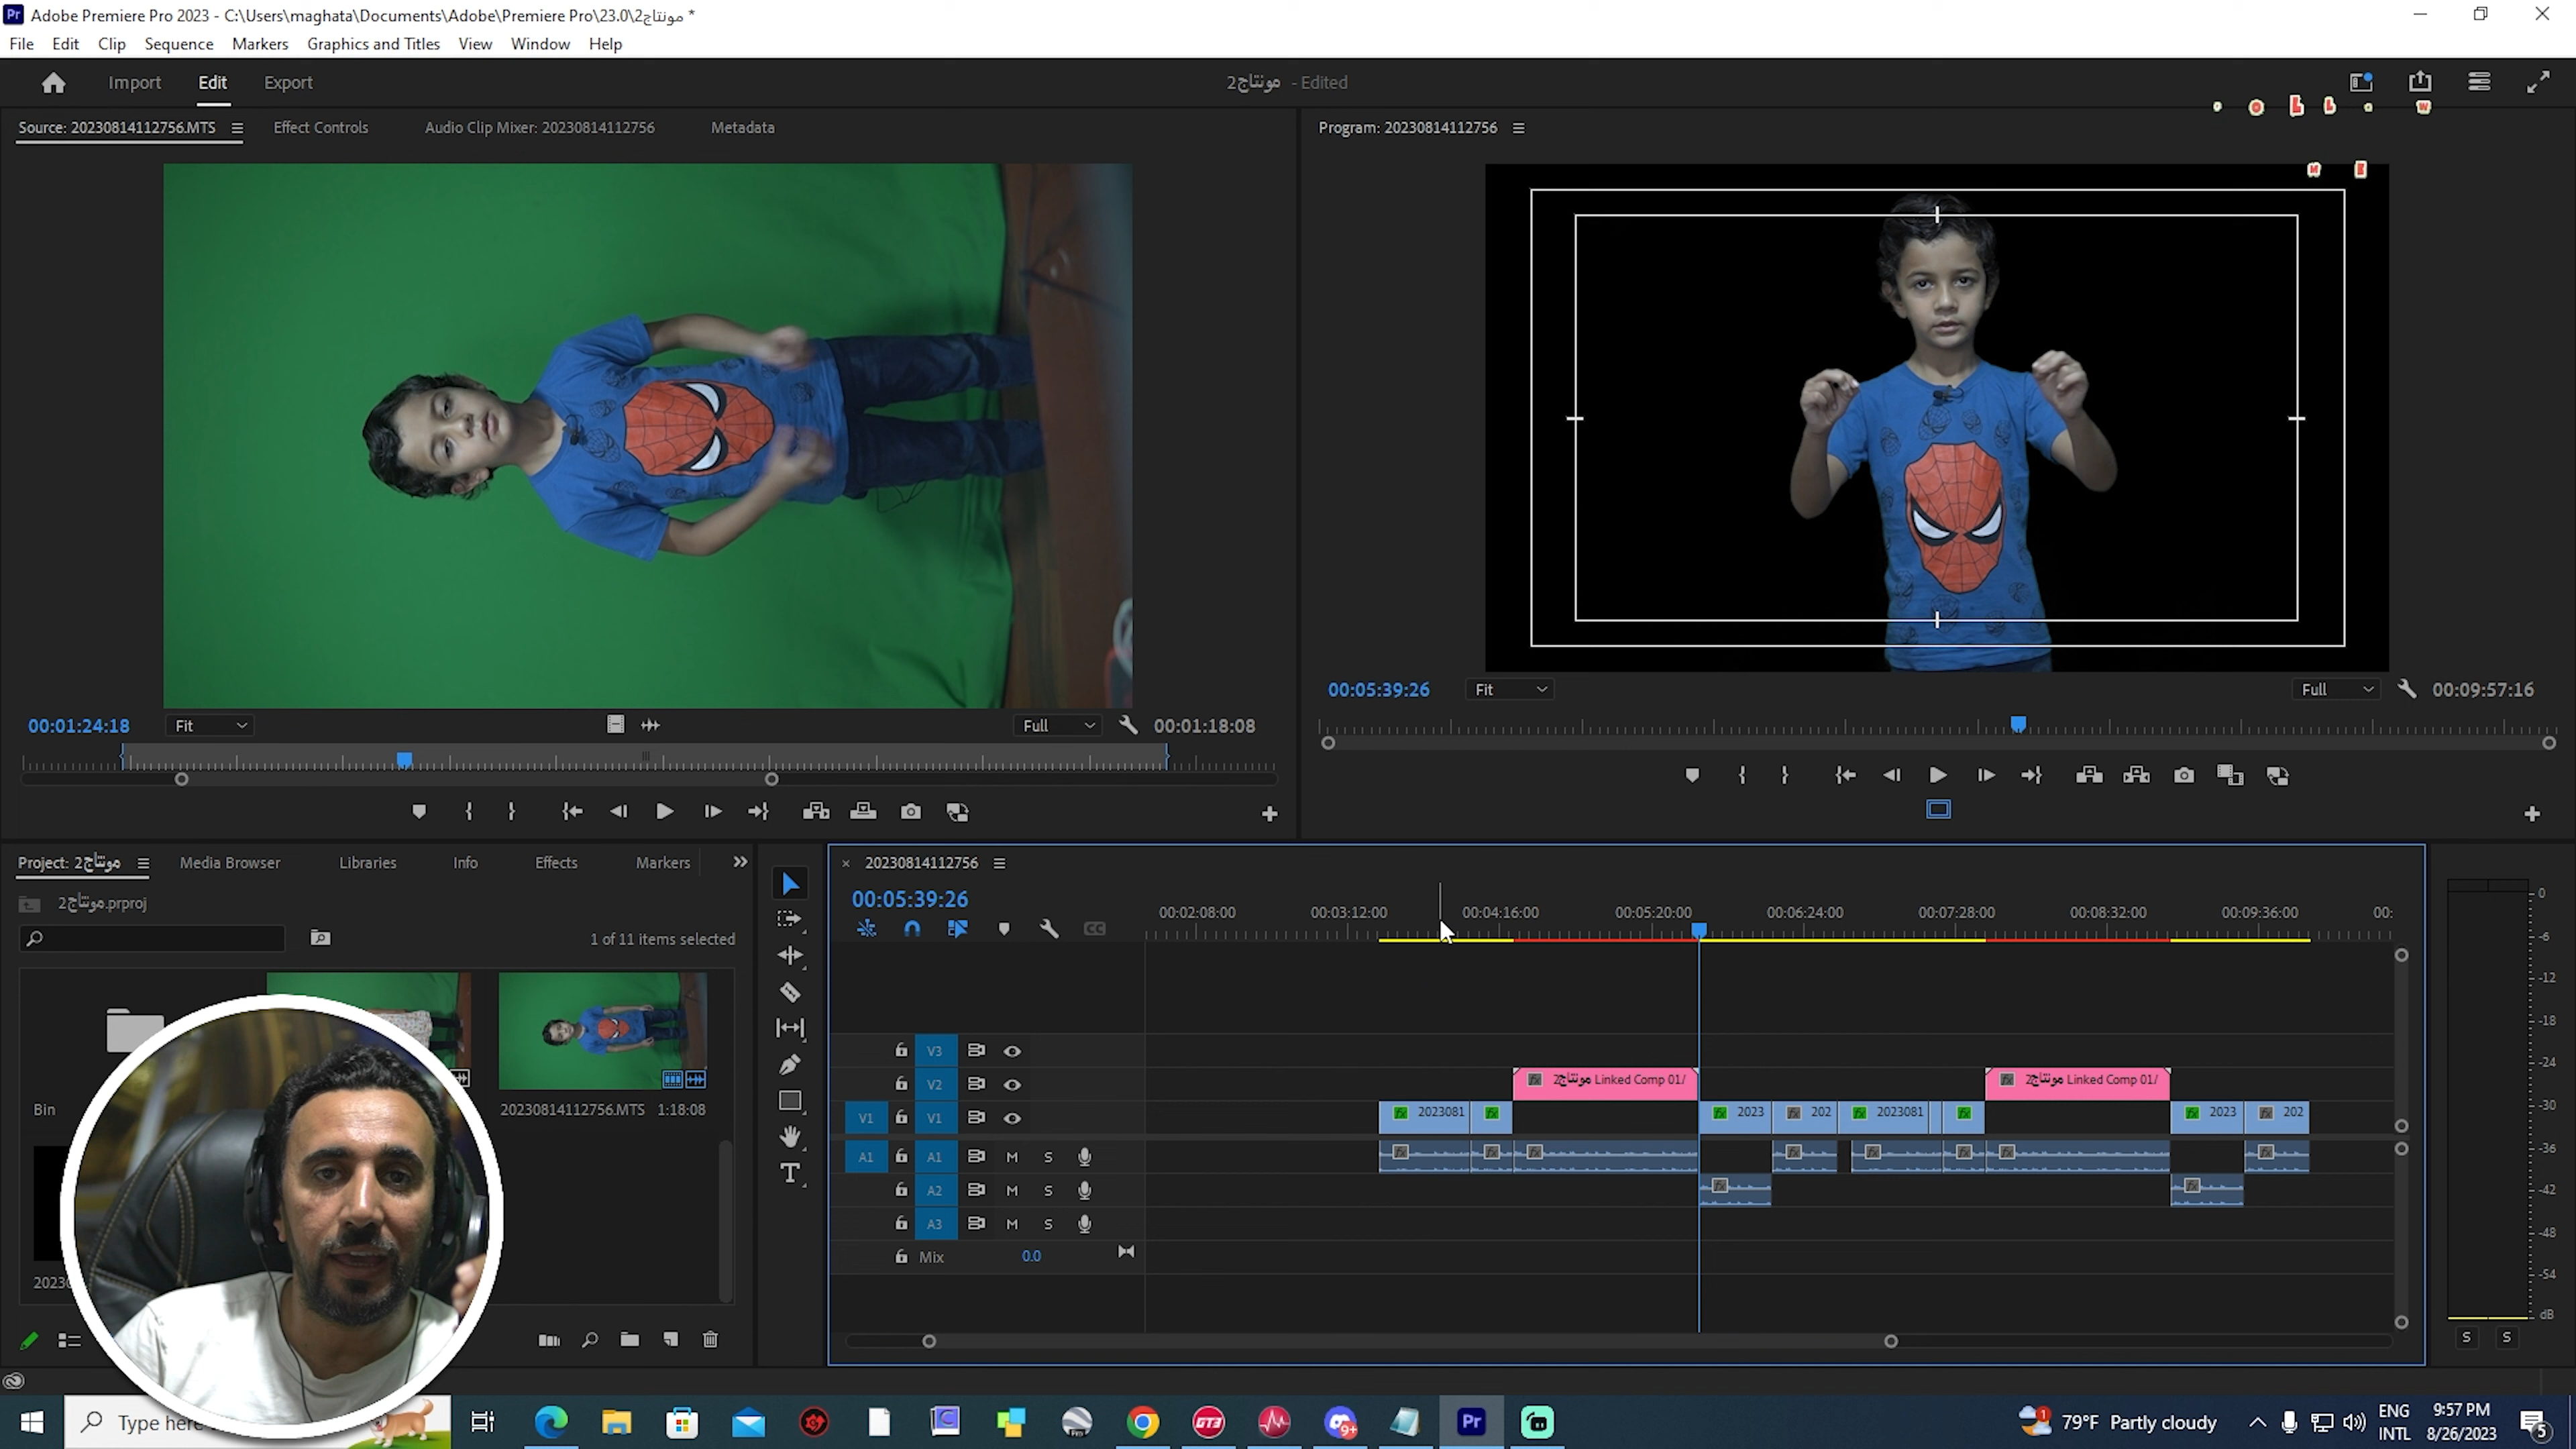 Adobe Premiere Pro 2023 - C:\Users\maghata\Documents\Adobe\Premiere Pro\23.0\مونتاج2 *
File Edit Clip Sequence Markers Graphics and Titles View Window Help
Import Edit Export
مونتاج2 - Edited
Source: 20230814112756.MTS Effect Controls Audio Clip Mixer: 20230814112756 Metadata
Program: 20230814112756
00:01:24:18 Fit Full 00:01:18:08
00:05:39:26 Fit Full 00:09:57:16
Project: مونتاج2 Media Browser Libraries Info Effects Markers
مونتاج2.prproj
1 of 11 items selected
Bin
20230814112756.MTS 1:18:08
20230814112756
00:05:39:26
00:02:08:00 00:03:12:00 00:04:16:00 00:05:20:00 00:06:24:00 00:07:28:00 00:08:32:00 00:09:36:00 00:
V3
V2
مونتاج2 Linked Comp 01/ مونتاج2 Linked Comp 01/
V1 V1
2023081 2023 202 2023081 2023 202
A1 A1 M S
A2 M S
A3 M S
Mix 0.0
0
-6
-12
-18
-24
-30
-36
-42
-48
-54
dB
S S
Type here
GT3
9+
Pr
1
79°F Partly cloudy
ENG
INTL
9:57 PM
8/26/2023
5